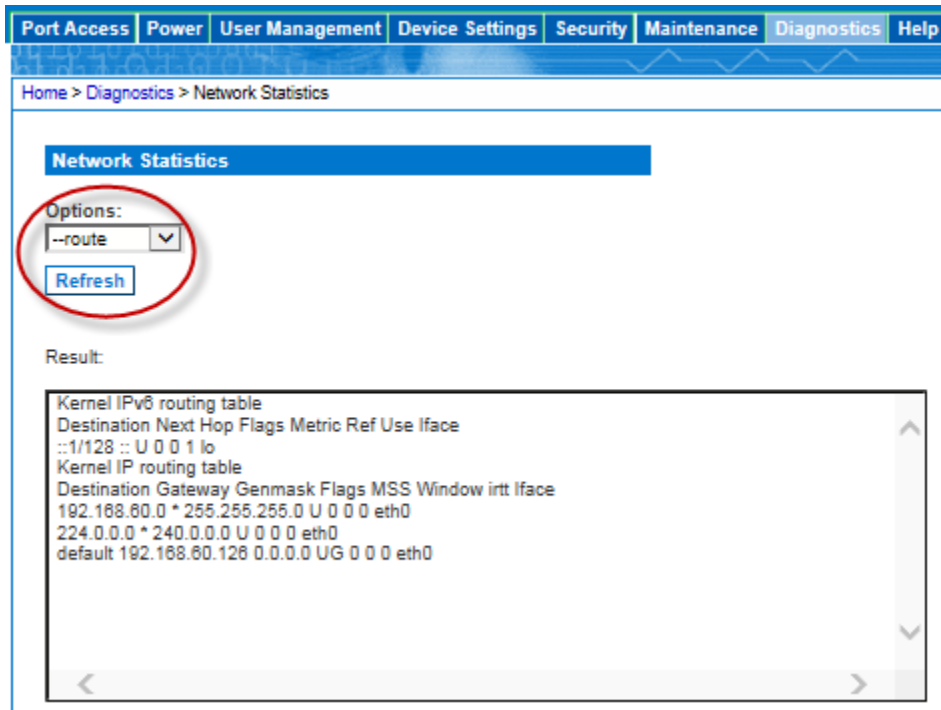 Port Access Power User Management Device Settings Security Maintenance Diagnostics Help
Home > Diagnostics > Network Statistics
Network Statistics
Options:
--route
Refresh
Result:
Kernel IPv6 routing table
Destination Next Hop Flags Metric Ref Use Iface
::1/128 :: U 0 0 1 lo
Kernel IP routing table
Destination Gateway Genmask Flags MSS Window irtt Iface
192.168.60.0 * 255.255.255.0 U 0 0 0 eth0
224.0.0.0 * 240.0.0.0 U 0 0 0 eth0
default 192.168.60.126 0.0.0.0 UG 0 0 0 eth0